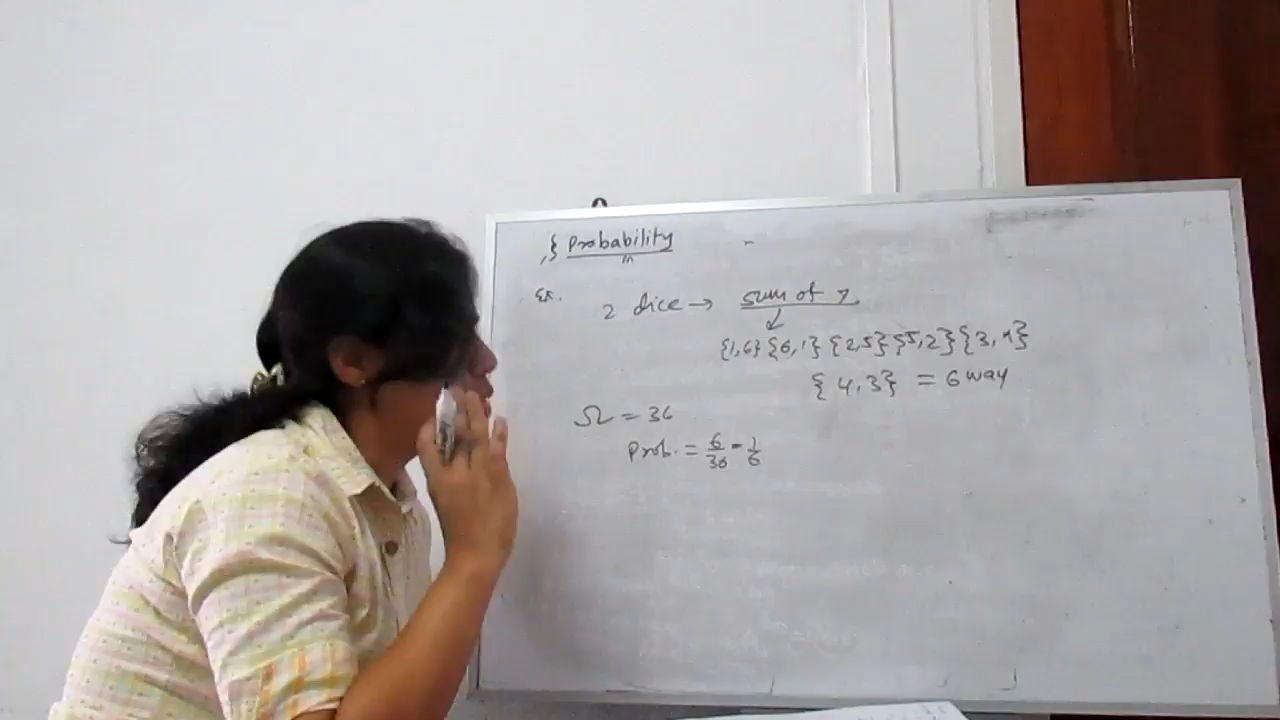 § Probability
Ex.
2 dice → sum of 7
↓
{1,6} {6,1} {2,5} {5,2} {3,4}
{4,3} = 6 way
Ω = 36
Prob. = 6/36 = 1/6